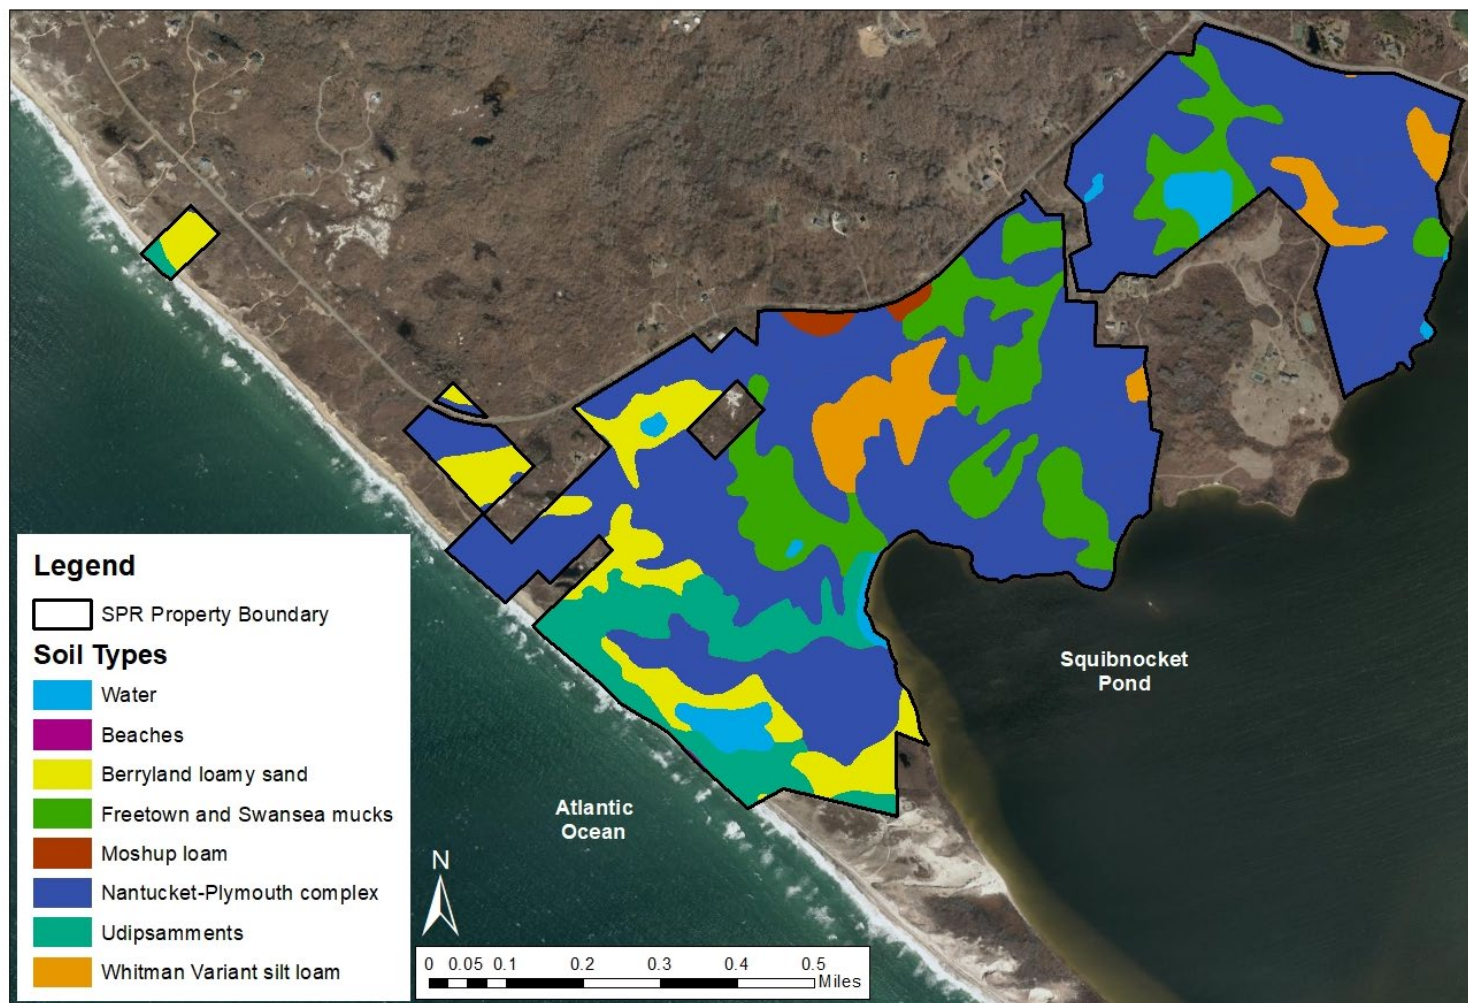 Legend
SPR Property Boundary
Soil Types
Water
Beaches
Berryland loamy sand
Freetown and Swansea mucks
Moshup loam
Nantucket-Plymouth complex
Udipsamments
Whitman Variant silt loam
N
0 0.05 0.1 0.2 0.3 0.4 0.5
Miles
Atlantic
Ocean
Squibnocket
Pond